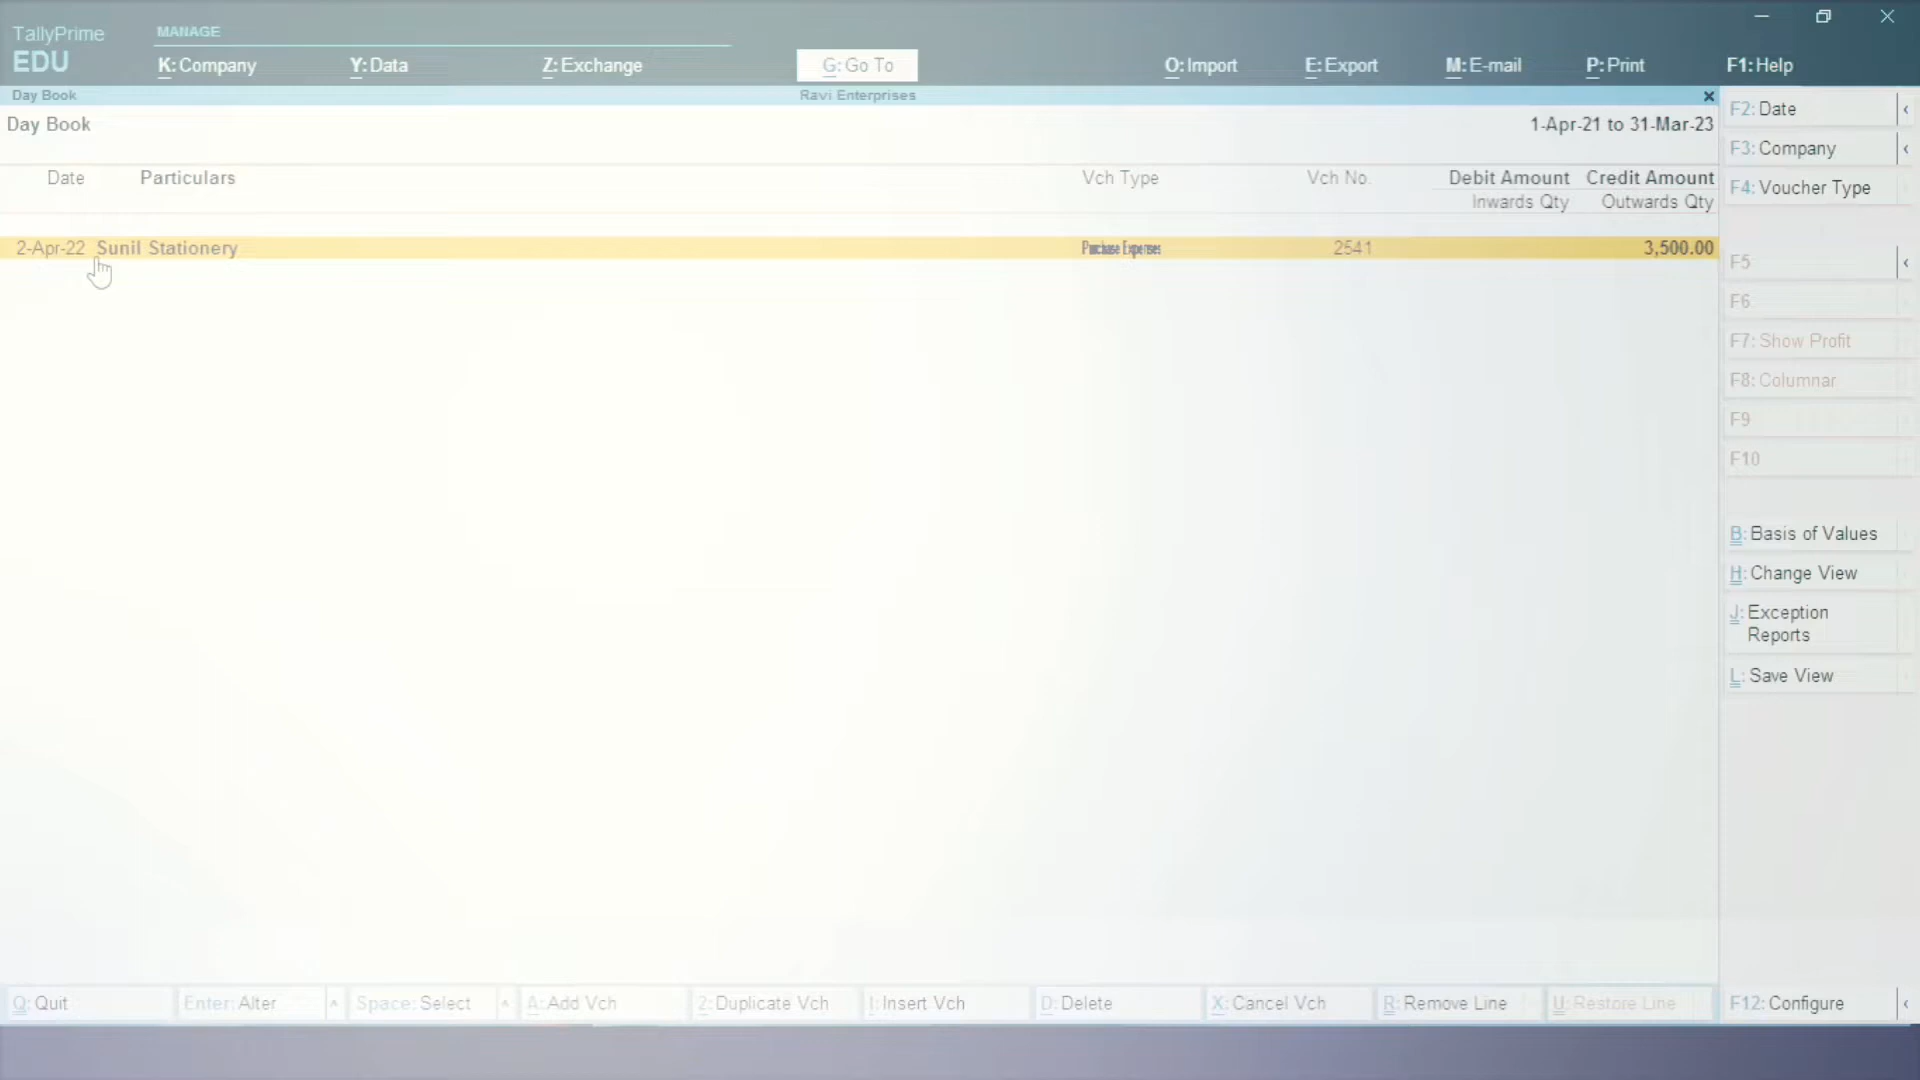 TallyPrime
EDU
MANAGE
K: Company
Y: Data
Z: Exchange
G: Go To
O: Import
E: Export
M: E-mail
P: Print
F1: Help
Day Book
Ravi Enterprises
Day Book
1-Apr-21 to 31-Mar-23
Date
Particulars
Vch Type
Vch No.
Debit Amount
Credit Amount
Inwards Qty
Outwards Qty
2-Apr-22
Sunil Stationery
Purchase Expenses
2541
3,500.00
F2: Date
F3: Company
F4: Voucher Type
F5
F6
F7: Show Profit
F8: Columnar
F9
F10
B: Basis of Values
H: Change View
J: Exception
Reports
L: Save View
Q: Quit
Enter: Alter
Space: Select
A: Add Vch
2: Duplicate Vch
I: Insert Vch
D: Delete
X: Cancel Vch
R: Remove Line
U: Restore Line
F12: Configure